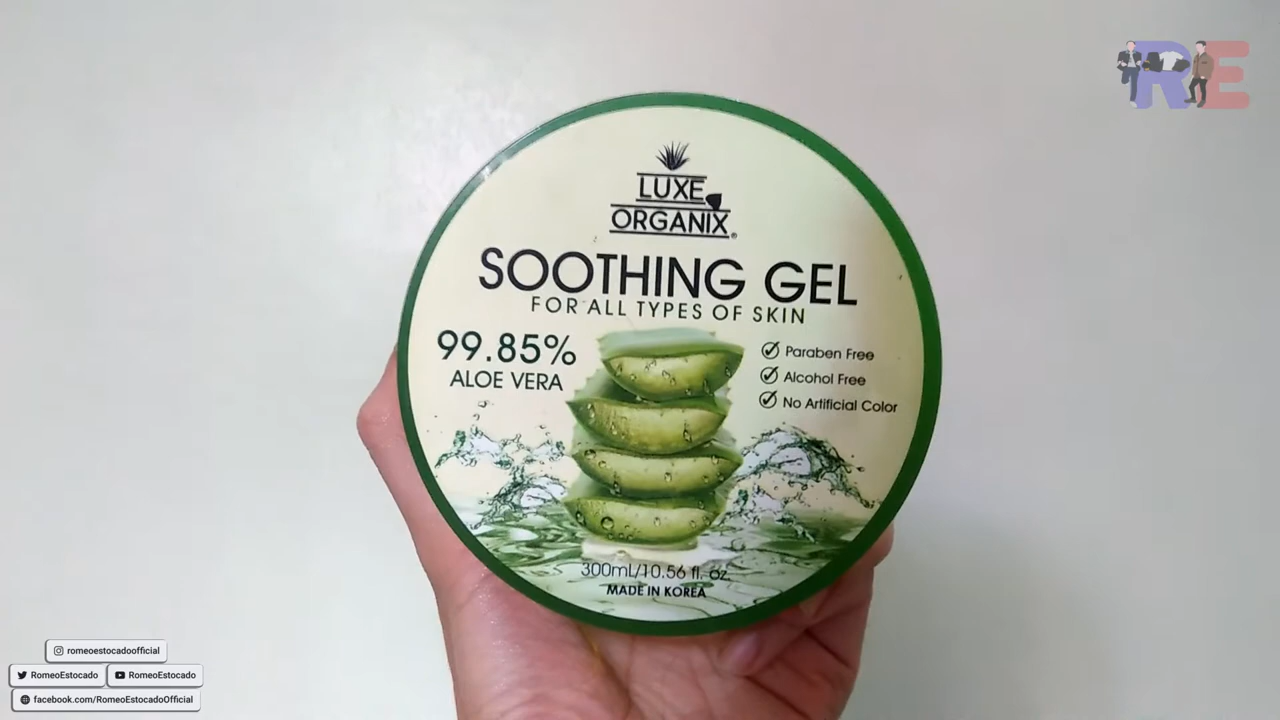 RE
LUXE
ORGANIX®
SOOTHING GEL
FOR ALL TYPES OF SKIN
99.85%
ALOE VERA
Paraben Free
Alcohol Free
No Artificial Color
300mL/10.56 fl. oz.
MADE IN KOREA
romeoestocadoofficial
RomeoEstocado
RomeoEstocado
facebook.com/RomeoEstocadoOfficial